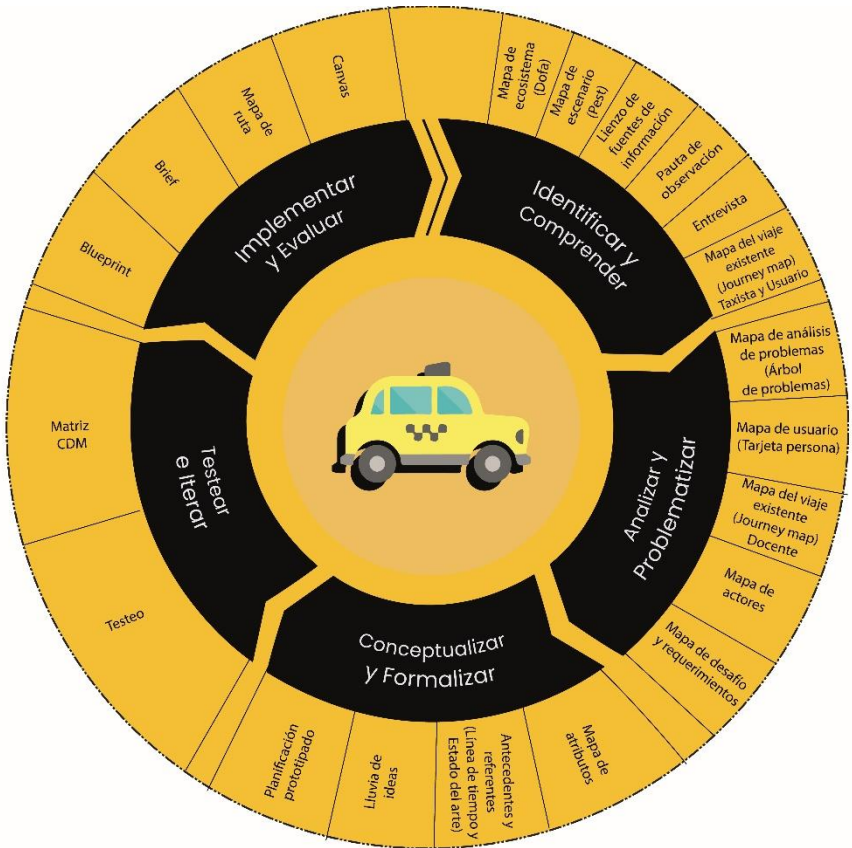 Identificar y
Comprender
Mapa de
ecosistema
(Dofa)
Mapa de
escenario
(Pest)
Lienzo de
fuentes de
información
Pauta de
observación
Entrevista
Mapa del viaje
existente
(Journey map)
Taxista y Usuario
Analizar y
Problematizar
Mapa de análisis
de problemas
(Árbol
de problemas)
Mapa de usuario
(Tarjeta persona)
Mapa del viaje
existente
(Journey map)
Docente
Mapa de
actores
Mapa de desafío
y requerimientos
Conceptualizar
y Formalizar
Mapa de
atributos
Antecedentes y
referentes
(Línea de tiempo y
Estado del arte)
Lluvia de
ideas
Planificación
prototipado
Testear
e Iterar
Testeo
Matriz
CDM
Implementar
y Evaluar
Blueprint
Brief
Mapa de
ruta
Canvas